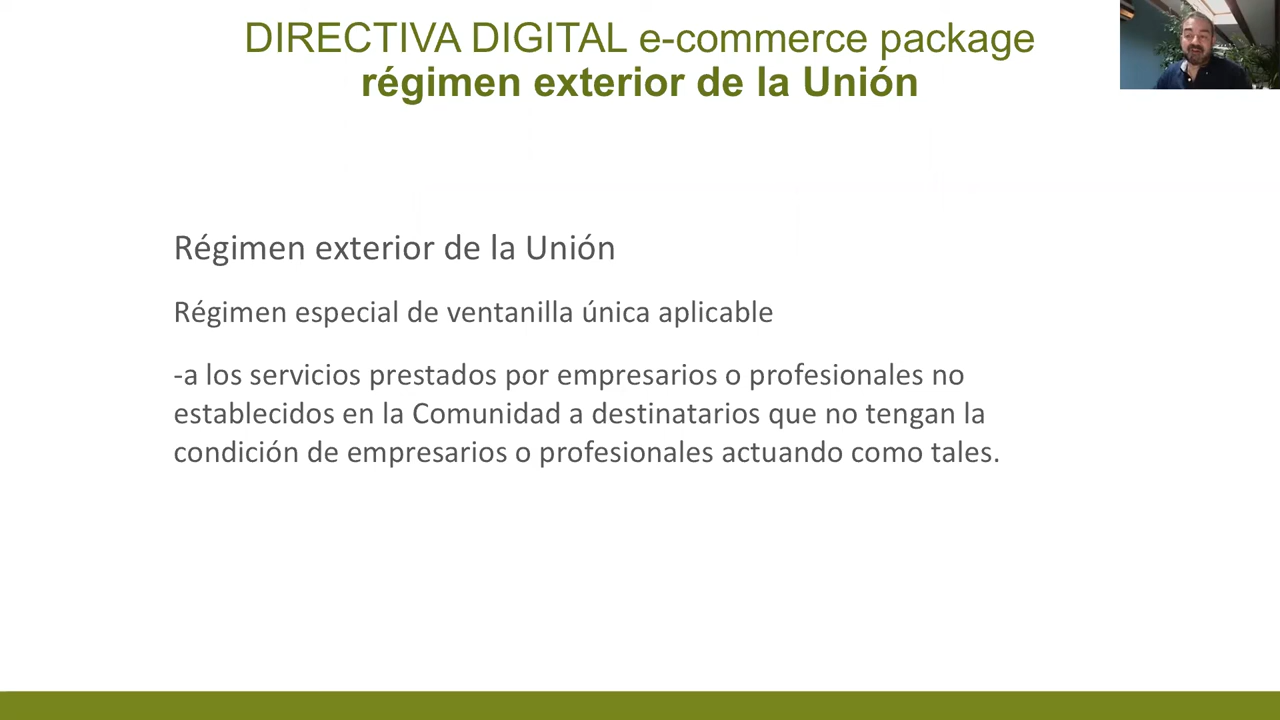 DIRECTIVA DIGITAL e-commerce package
régimen exterior de la Unión
Régimen exterior de la Unión
Régimen especial de ventanilla única aplicable
-a los servicios prestados por empresarios o profesionales no
establecidos en la Comunidad a destinatarios que no tengan la
condición de empresarios o profesionales actuando como tales.